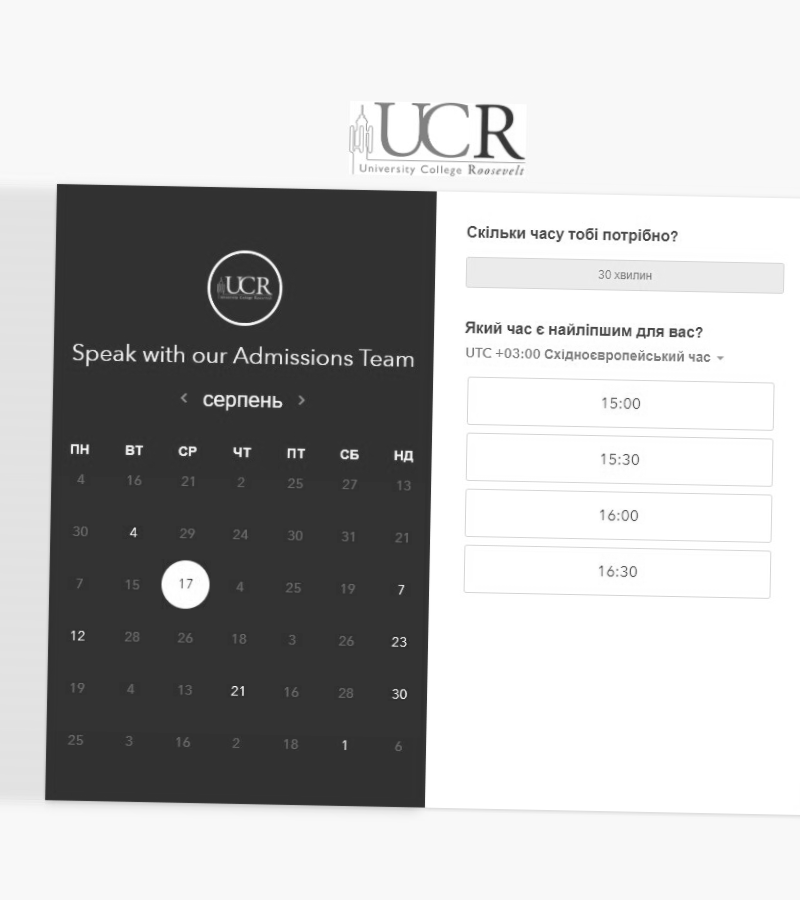 UCR
University College Roosevelt
UCR
Speak with our Admissions Team
серпень
ПН ВТ СР ЧТ ПТ СБ НД
4 16 21 2 25 27 13
30 4 29 24 30 31 21
7 15 17 4 25 19 7
12 28 26 18 3 26 23
19 4 13 21 16 28 30
25 3 16 2 18 1 6
Скільки часу тобі потрібно?
30 хвилин
Який час є найліпшим для вас?
UTC +03:00 Східноєвропейський час
15:00
15:30
16:00
16:30